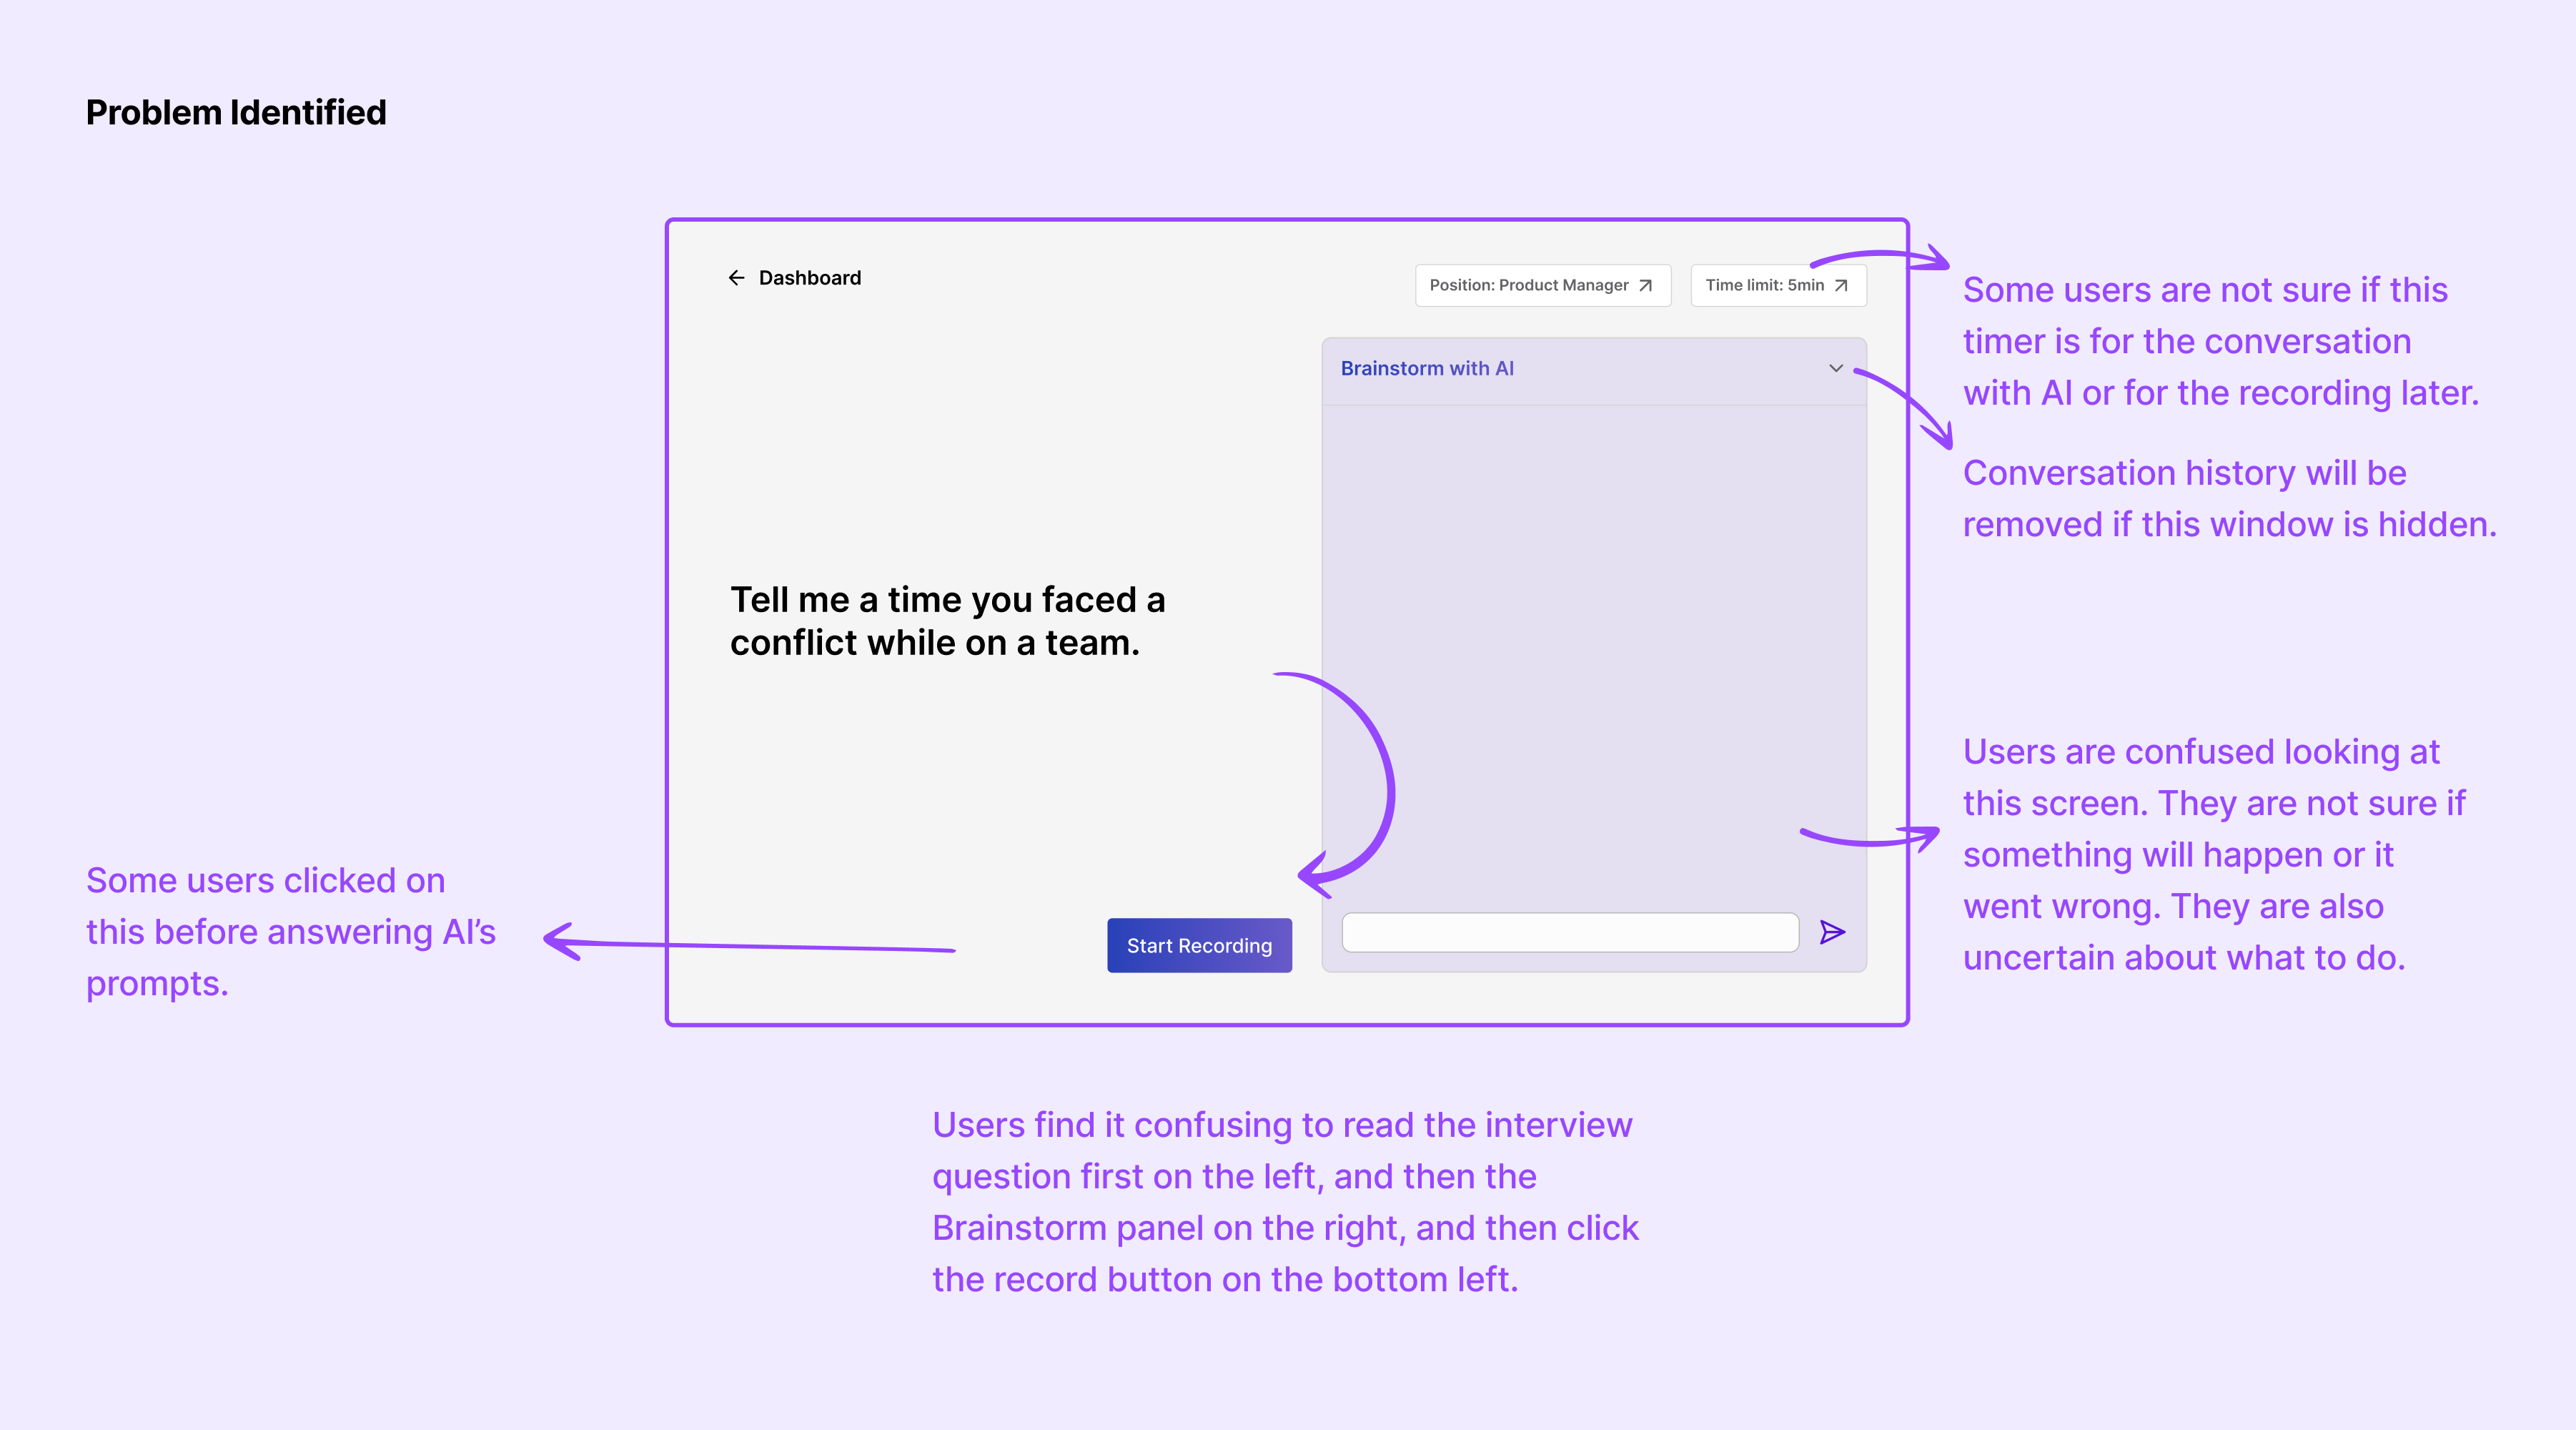 Problem Identified
Dashboard
Position: Product Manager
Time limit: 5min
Brainstorm with AI
Tell me a time you faced a
conflict while on a team.
Start Recording
Some users are not sure if this
timer is for the conversation
with AI or for the recording later.
Conversation history will be
removed if this window is hidden.
Users are confused looking at
this screen. They are not sure if
something will happen or it
went wrong. They are also
uncertain about what to do.
Some users clicked on
this before answering AI’s
prompts.
Users find it confusing to read the interview
question first on the left, and then the
Brainstorm panel on the right, and then click
the record button on the bottom left.